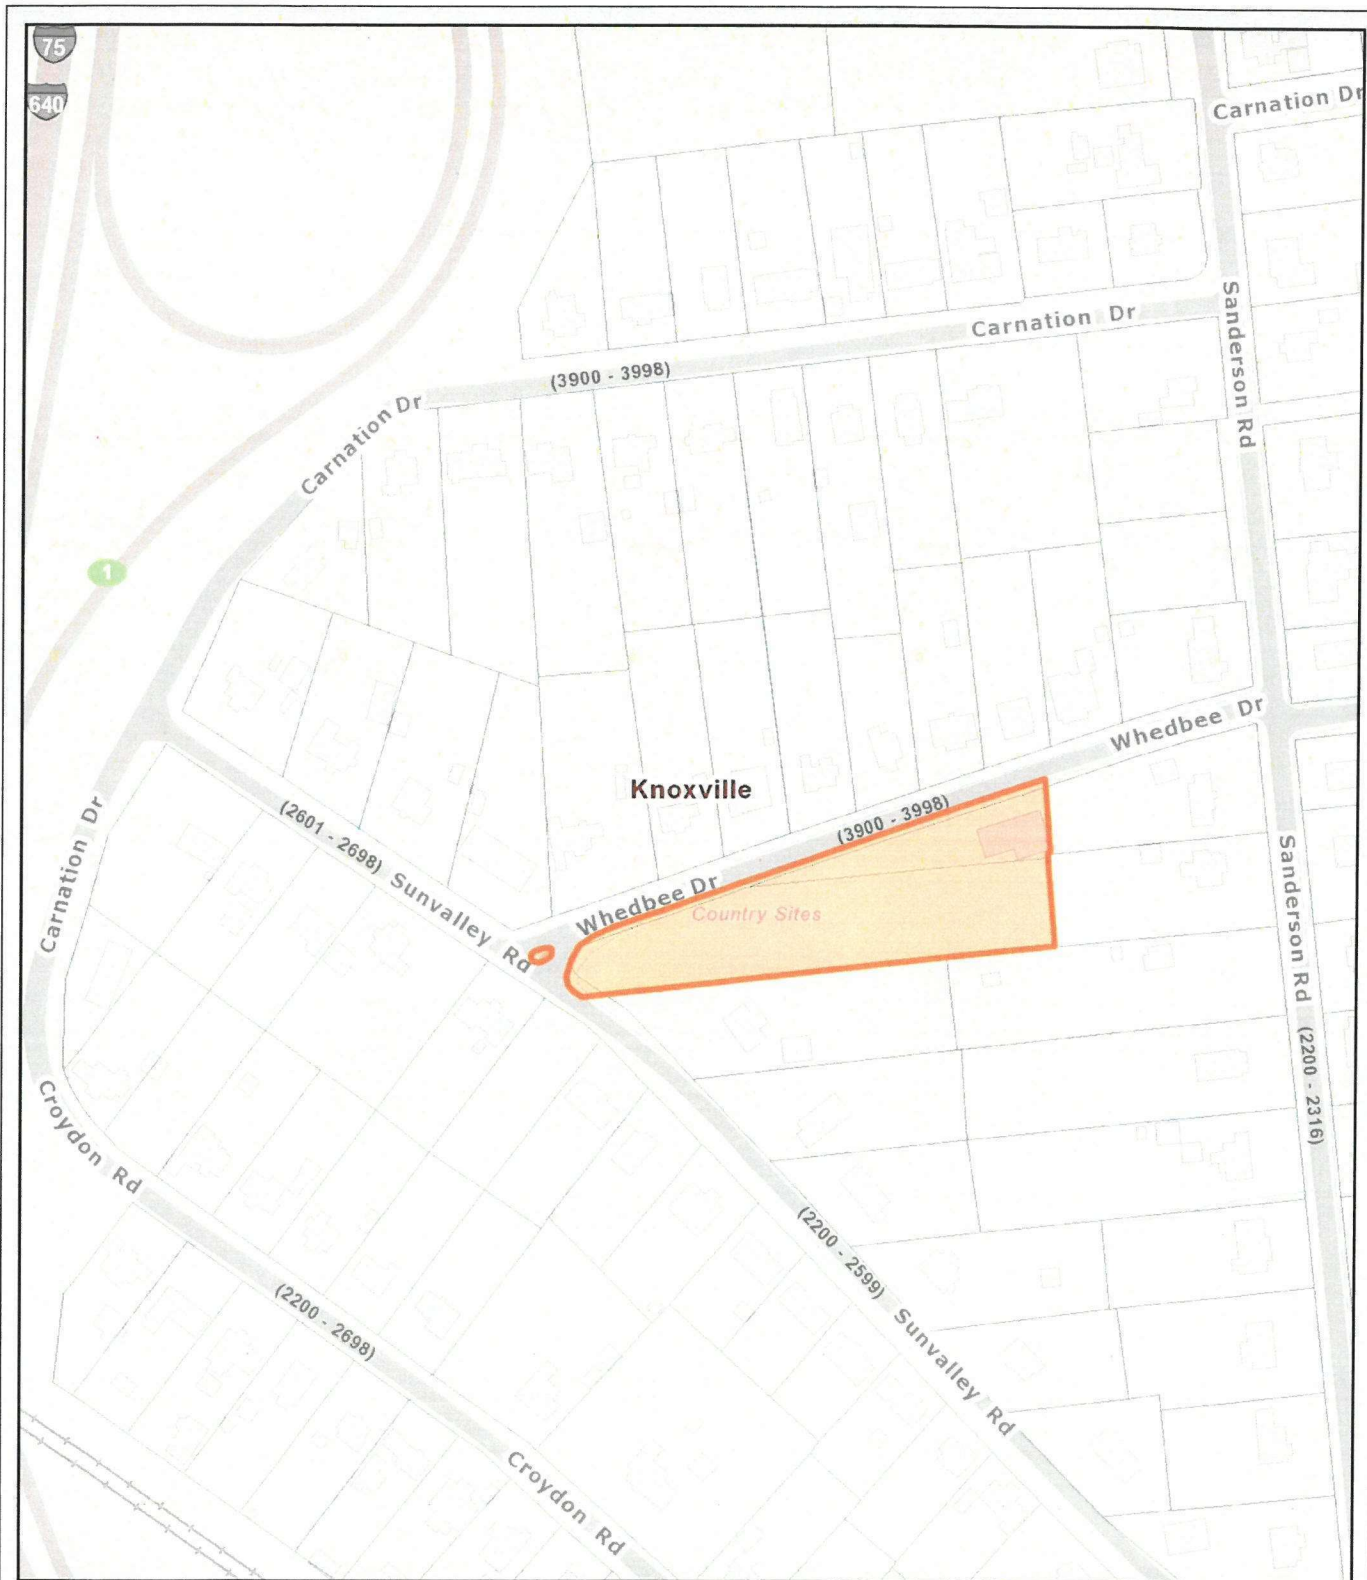 75
640
Carnation Dr
Carnation Dr
Sanderson Rd
(3900 - 3998)
Carnation Dr
1
Whedbee Dr
Knoxville
(3900 - 3998)
(2601 - 2698) Sunvalley Rd
Carnation Dr
Whedbee Dr
Country Sites
Sanderson Rd (2200 - 2316)
Croydon Rd
(2200 - 2599) Sunvalley Rd
(2200 - 2698)
Croydon Rd